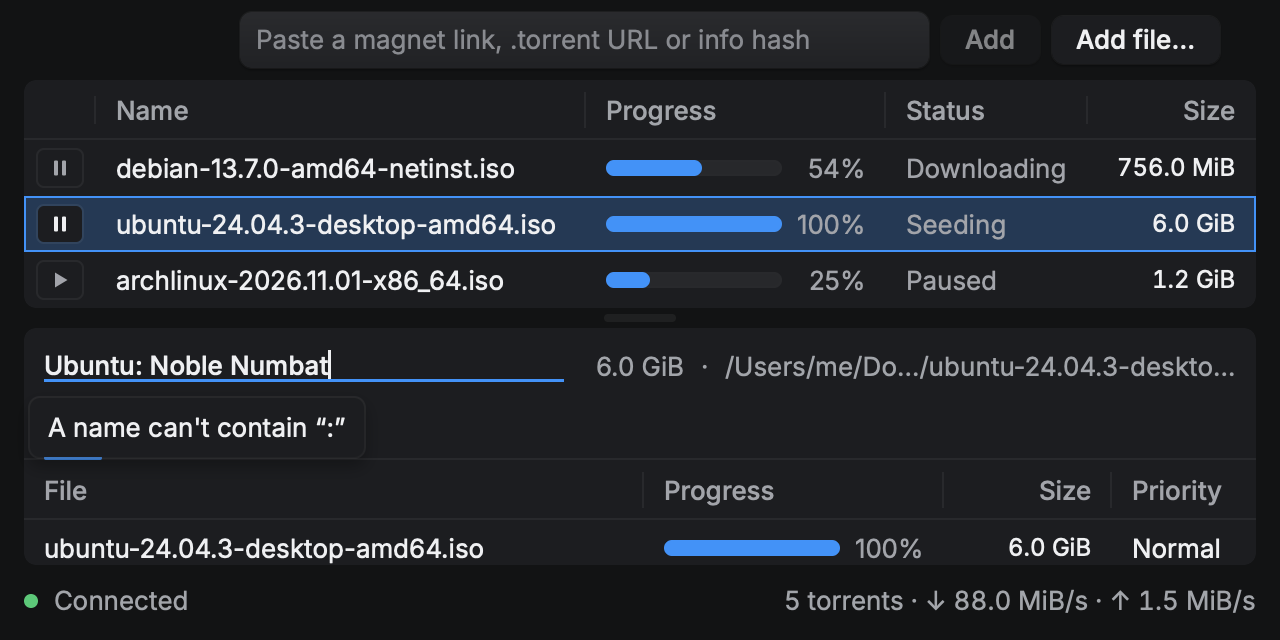 Paste a magnet link, .torrent URL or info hash Add Add file...
Name Progress Status Size
debian-13.7.0-amd64-netinst.iso 54% Downloading 756.0 MiB
ubuntu-24.04.3-desktop-amd64.iso 100% Seeding 6.0 GiB
archlinux-2026.11.01-x86_64.iso 25% Paused 1.2 GiB
Ubuntu: Noble Numbat 6.0 GiB · /Users/me/Do.../ubuntu-24.04.3-deskto...
A name can't contain “:”
File Progress Size Priority
ubuntu-24.04.3-desktop-amd64.iso 100% 6.0 GiB Normal
Connected 5 torrents · ↓ 88.0 MiB/s · ↑ 1.5 MiB/s